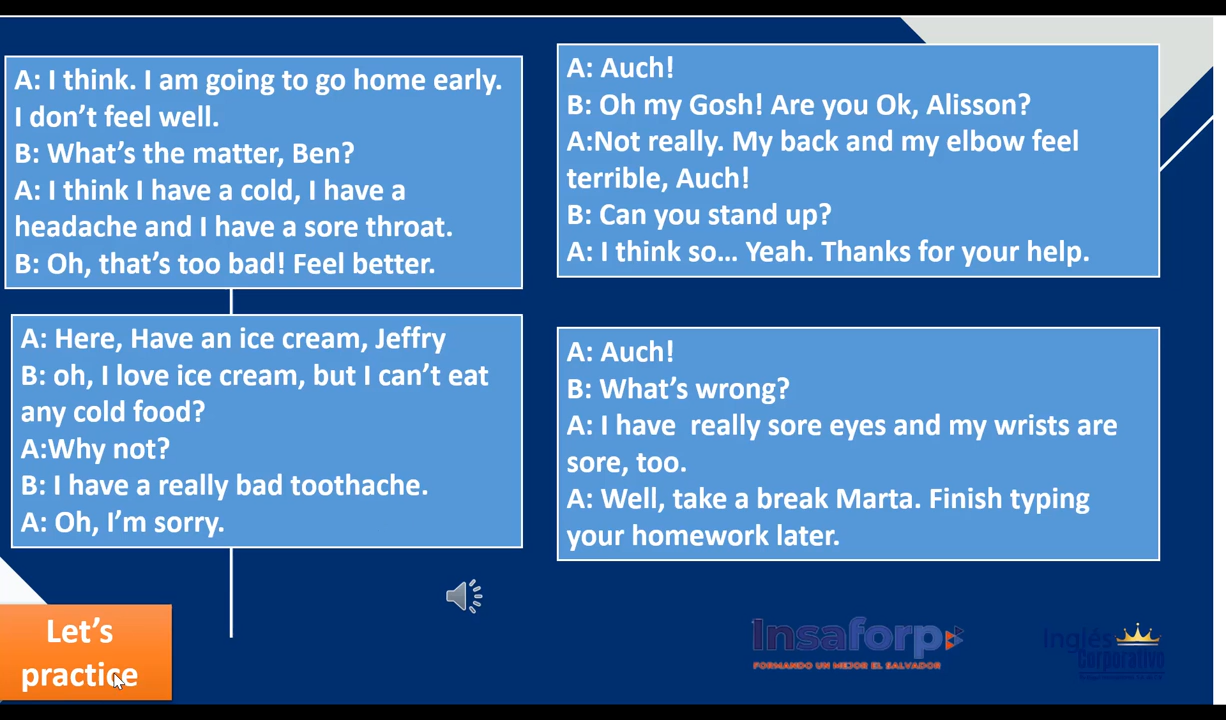 A: I think. I am going to go home early.
I don't feel well.
B: What's the matter, Ben?
A: I think I have a cold, I have a
headache and I have a sore throat.
B: Oh, that's too bad! Feel better.
A: Auch!
B: Oh my Gosh! Are you Ok, Alisson?
A:Not really. My back and my elbow feel
terrible, Auch!
B: Can you stand up?
A: I think so... Yeah. Thanks for your help.
A: Here, Have an ice cream, Jeffry
B: oh, I love ice cream, but I can't eat
any cold food?
A:Why not?
B: I have a really bad toothache.
A: Oh, I'm sorry.
A: Auch!
B: What's wrong?
A: I have  really sore eyes and my wrists are
sore, too.
A: Well, take a break Marta. Finish typing
your homework later.
Let's
practice
Insaforp
FORMANDO UN MEJOR EL SALVADOR
Inglés
Corporativo